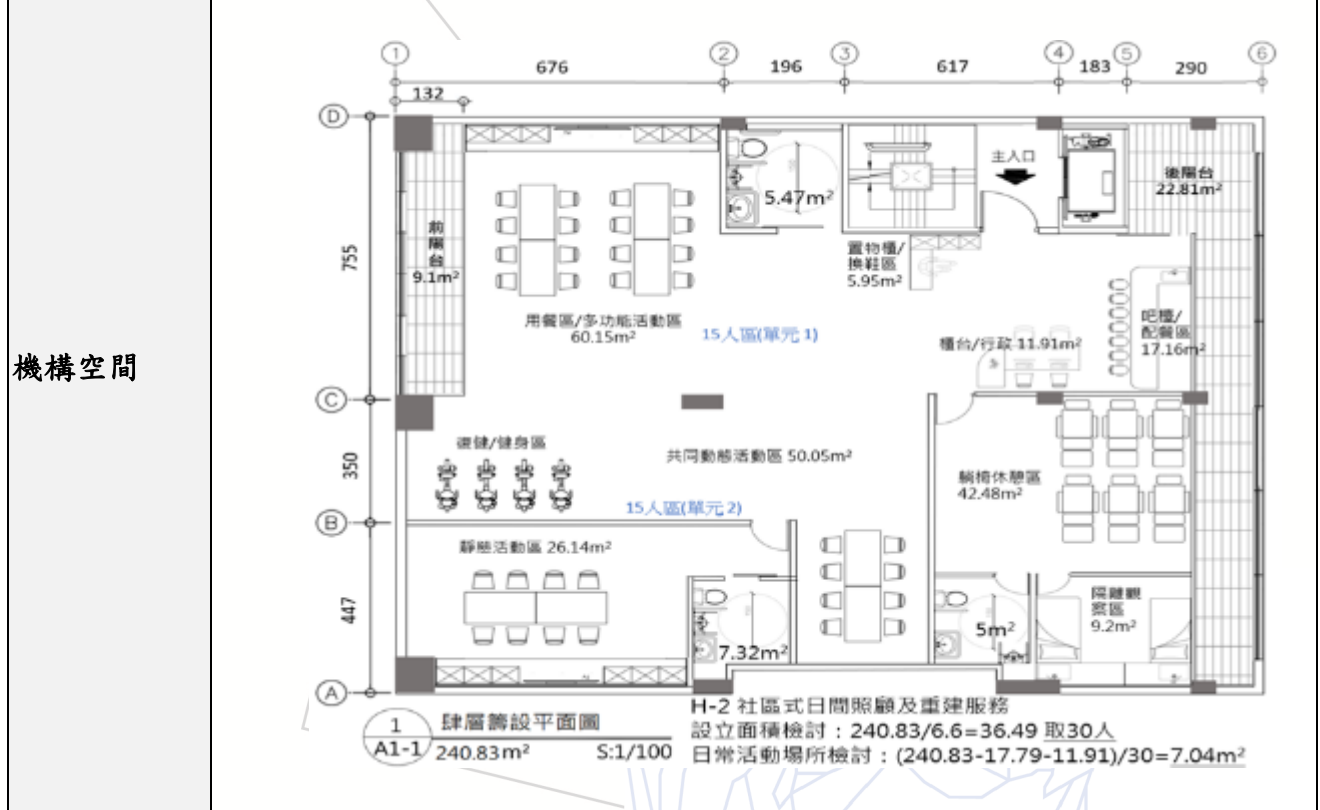 機構空間
1 2 3 4 5 6
676 196 617 183 290
132
D
C
B
A
755
350
447
主入口
後陽台
22.81m²
5.47m²
前
陽
台
9.1m²
置物櫃/
換鞋區
5.95m²
用餐區/多功能活動區
60.15m²
15人區(單元1)
櫃台/行政 11.91m²
吧檯/
配餐區
17.16m²
復健/健身區
共同動態活動區 50.05m²
躺椅休憩區
42.48m²
15人區(單元2)
靜態活動區 26.14m²
隔離觀
察區
9.2m²
5m²
7.32m²
1
A1-1
肆層籌設平面圖
240.83m² S:1/100
H-2 社區式日間照顧及重建服務
設立面積檢討：240.83/6.6=36.49 取30人
日常活動場所檢討：(240.83-17.79-11.91)/30=7.04m²